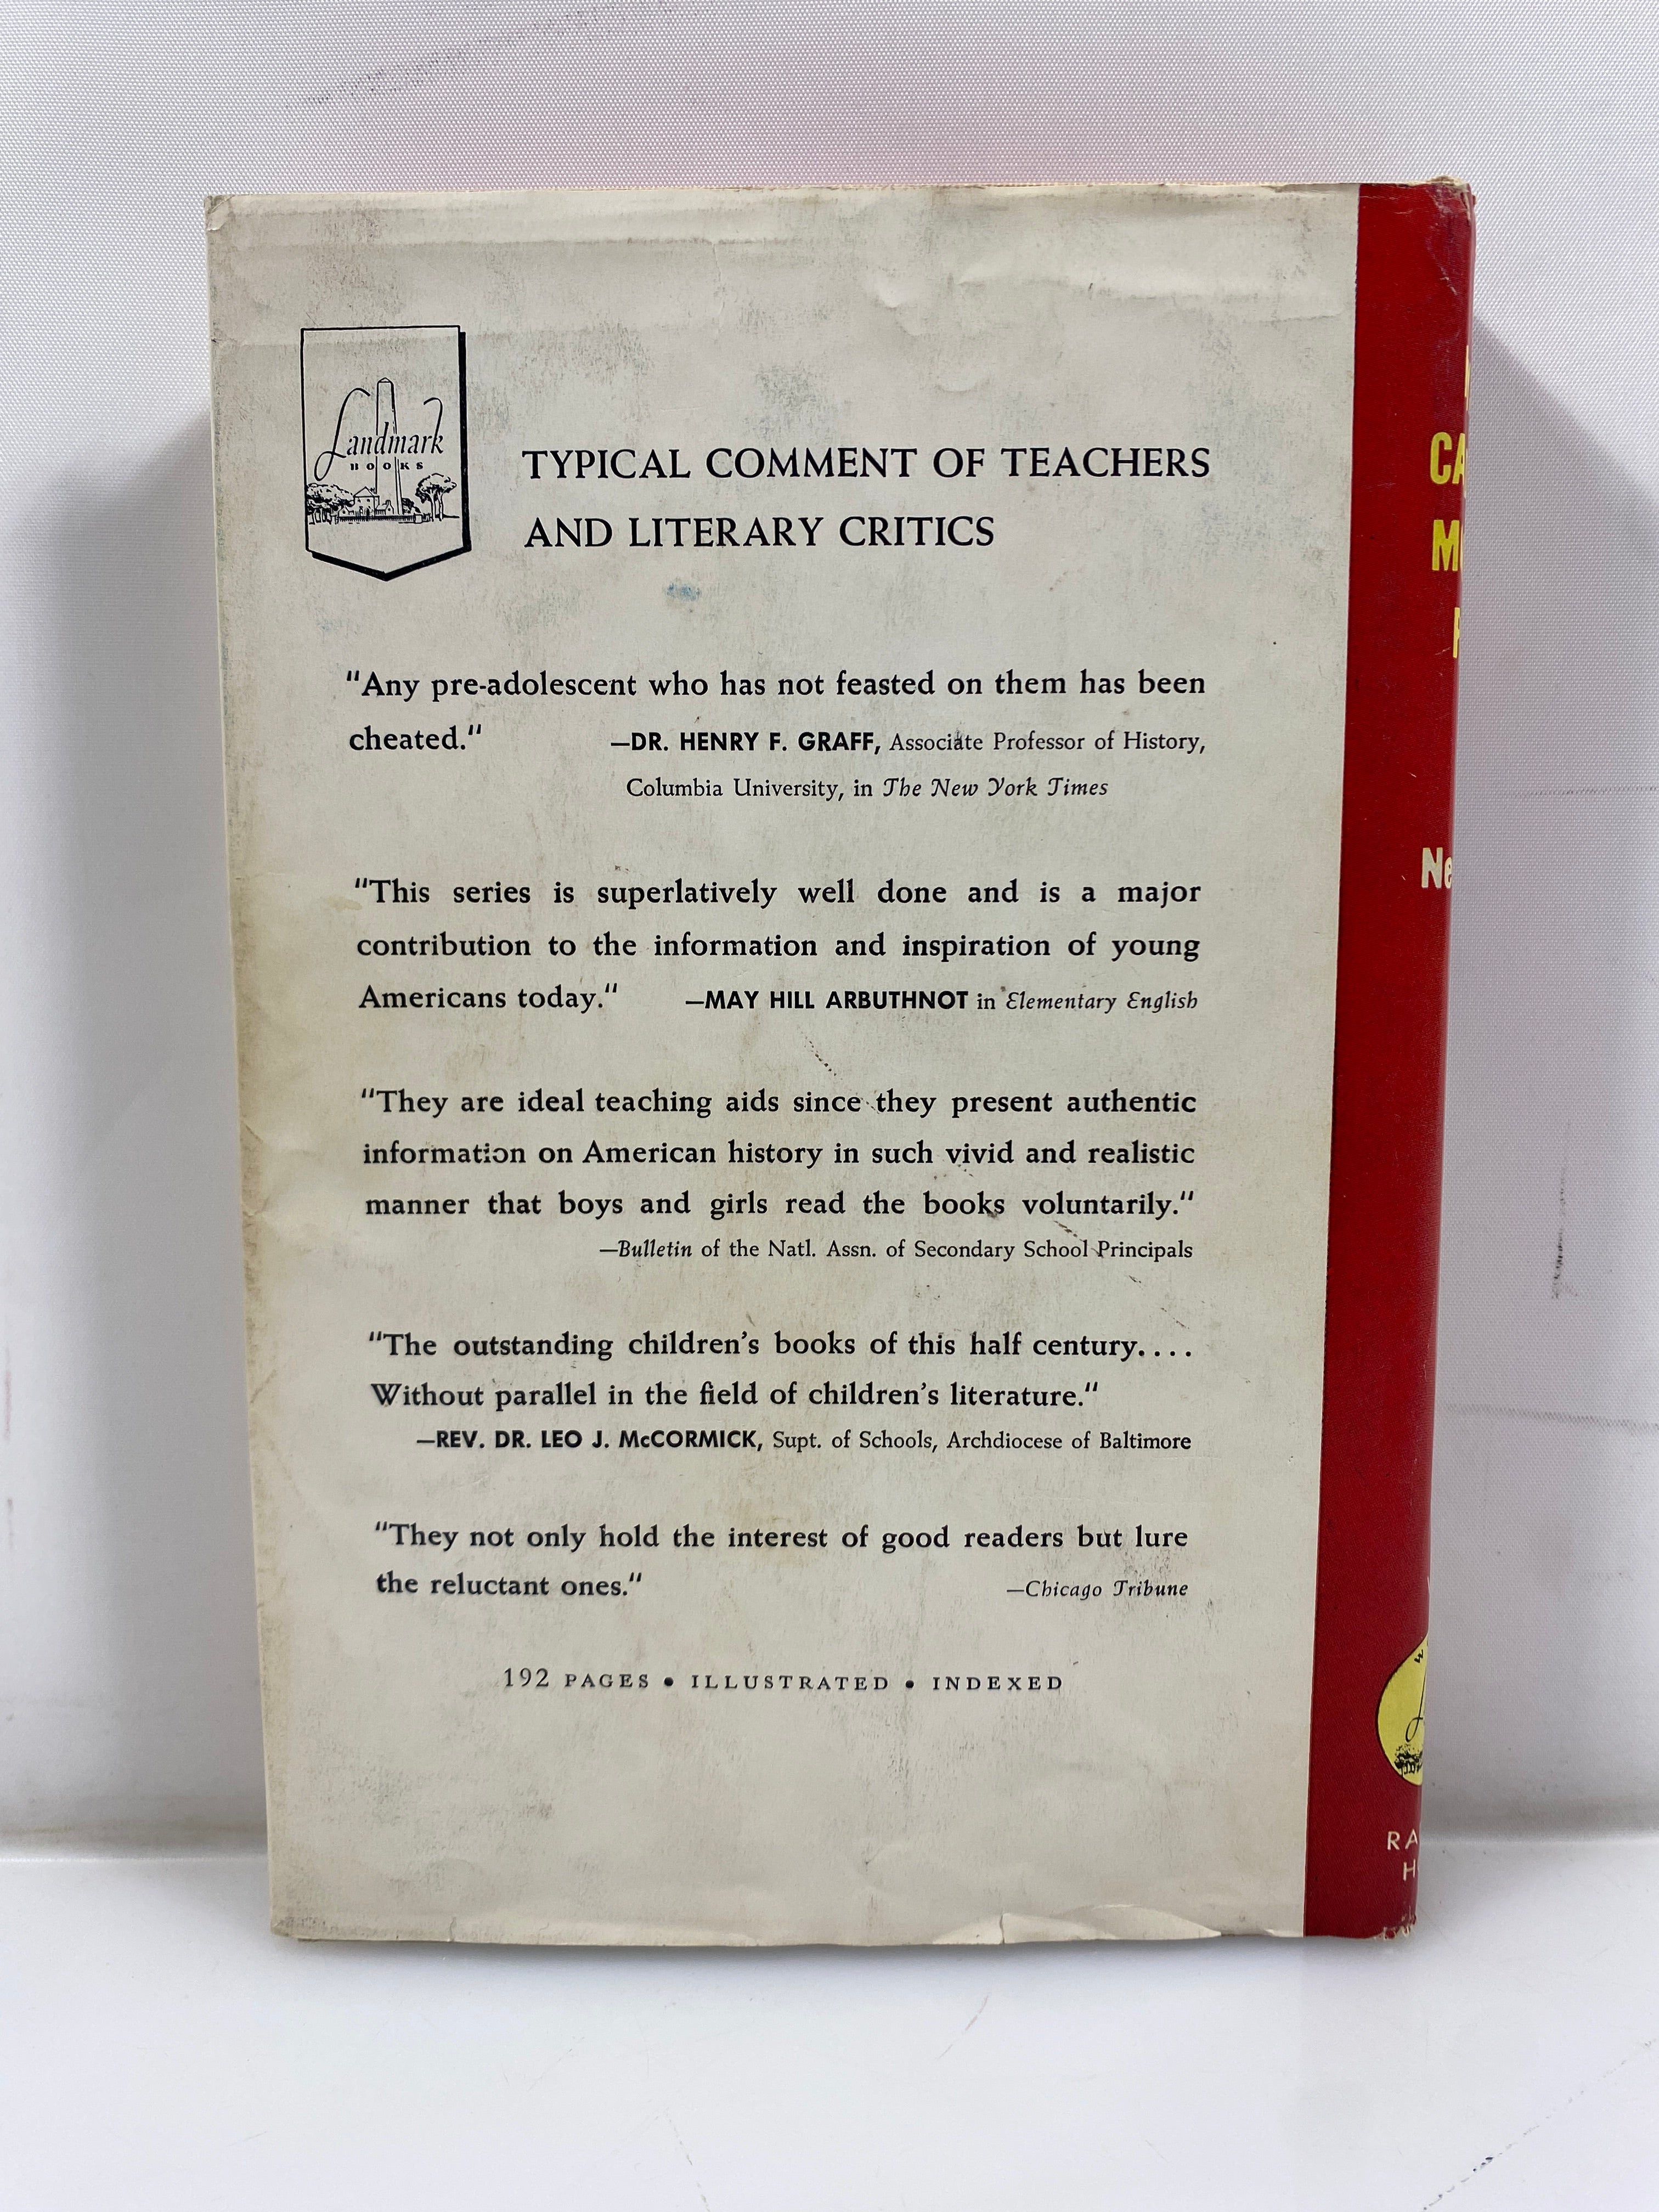 Landmark
BOOKS
TYPICAL COMMENT OF TEACHERS
AND LITERARY CRITICS
"Any pre-adolescent who has not feasted on them has been
cheated." —DR. HENRY F. GRAFF, Associate Professor of History,
Columbia University, in The New York Times
"This series is superlatively well done and is a major
contribution to the information and inspiration of young
Americans today." —MAY HILL ARBUTHNOT in Elementary English
"They are ideal teaching aids since they present authentic
information on American history in such vivid and realistic
manner that boys and girls read the books voluntarily."
—Bulletin of the Natl. Assn. of Secondary School Principals
"The outstanding children's books of this half century....
Without parallel in the field of children's literature."
—REV. DR. LEO J. McCORMICK, Supt. of Schools, Archdiocese of Baltimore
"They not only hold the interest of good readers but lure
the reluctant ones." —Chicago Tribune
192 PAGES • ILLUSTRATED • INDEXED